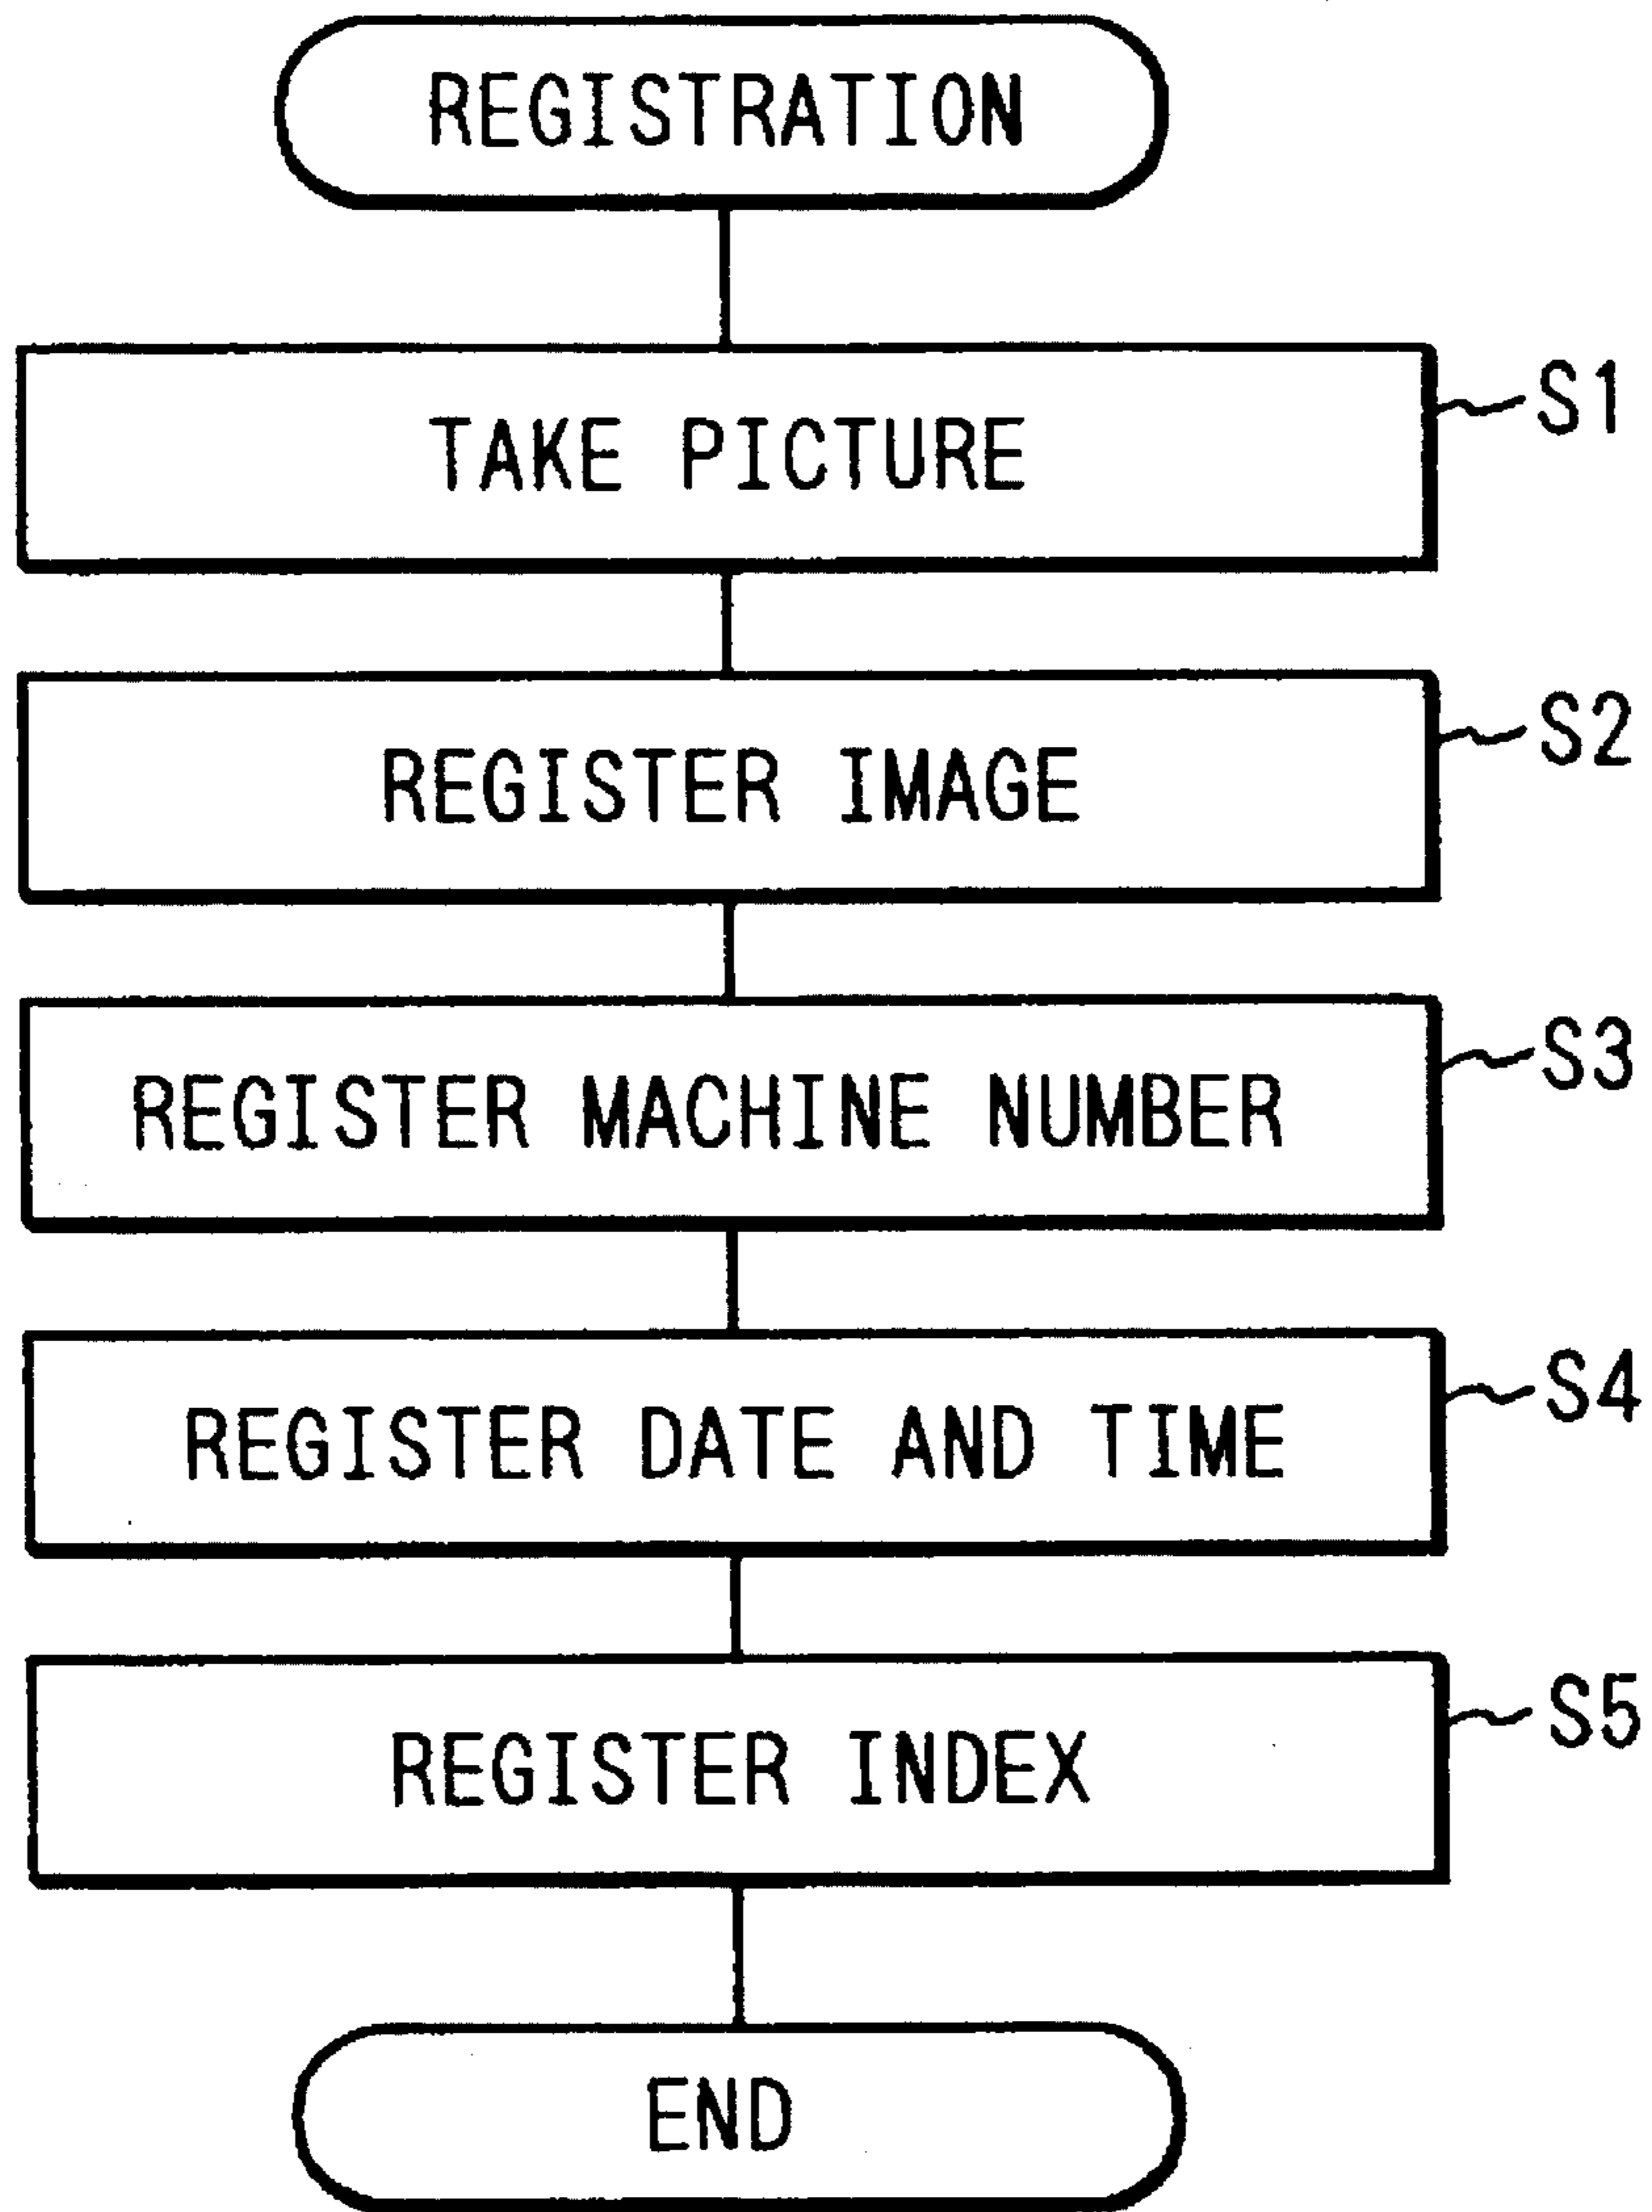 REGISTRATION
TAKE PICTURE
S1
REGISTER IMAGE
S2
REGISTER MACHINE NUMBER
S3
REGISTER DATE AND TIME
S4
REGISTER INDEX
S5
END